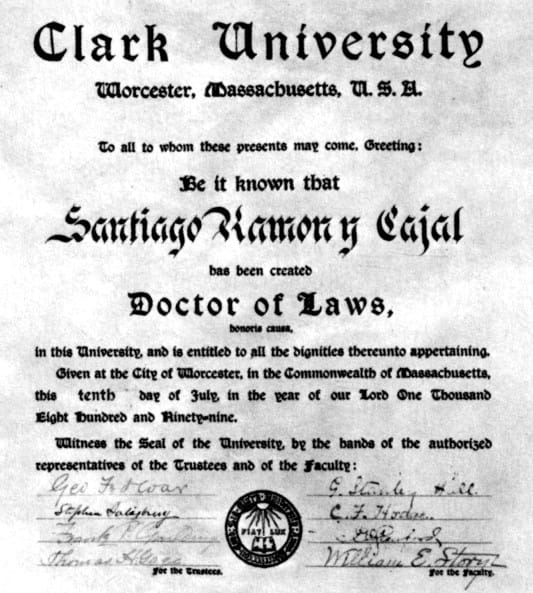 Clark University
Worcester, Massachusetts, U. S. A.
To all to whom these presents may come, Greeting:
Be it known that
Santiago Ramon y Cajal
has been created
Doctor of Laws,
honoris causa,
in this University, and is entitled to all the dignities thereunto appertaining.
Given at the City of Worcester, in the Commonwealth of Massachusetts,
this tenth day of July, in the year of our Lord One Thousand
Eight Hundred and Ninety-nine.
Witness the Seal of the University, by the hands of the authorized
representatives of the Trustees and of the Faculty:
Geo F Hoar
G. Stanley Hall.
Stephen Salisbury
C. F.
FIATI LUX
Thomas H. Gage
William E. Story
For the Trustees.
For the Faculty.